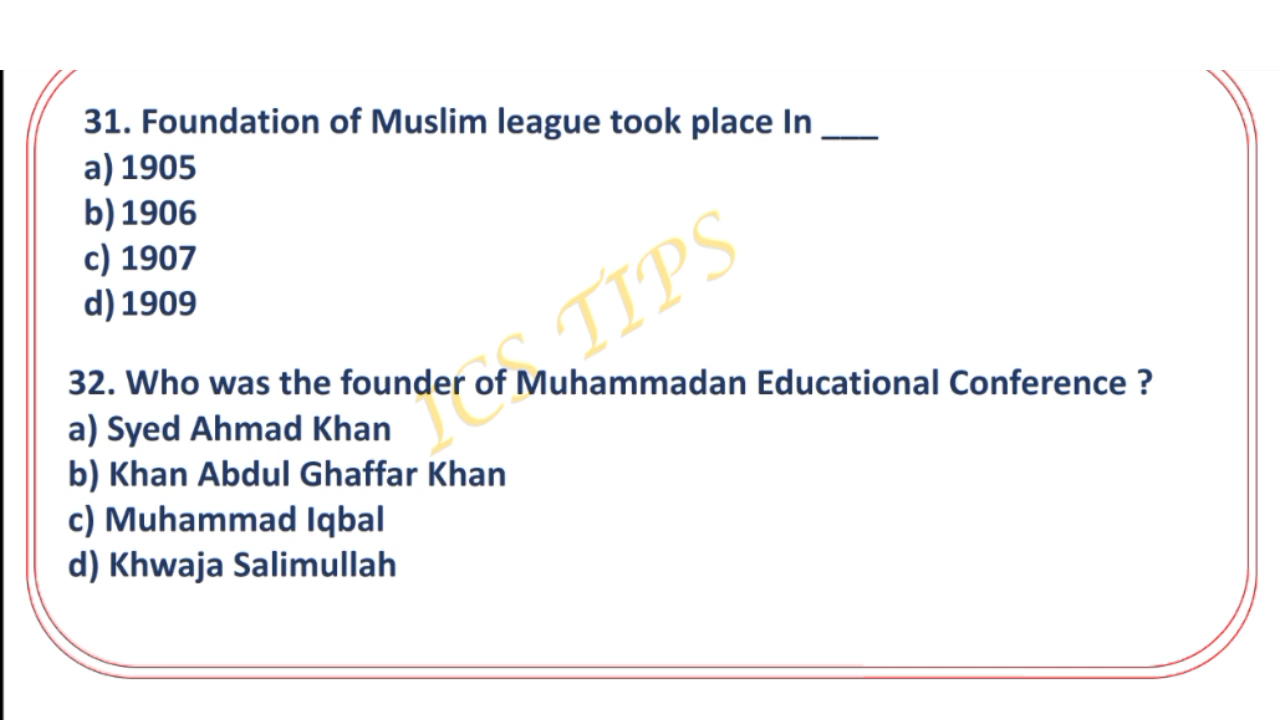 31. Foundation of Muslim league took place In ___
a) 1905
b) 1906
c) 1907
d) 1909
ICS TIPS
32. Who was the founder of Muhammadan Educational Conference ?
a) Syed Ahmad Khan
b) Khan Abdul Ghaffar Khan
c) Muhammad Iqbal
d) Khwaja Salimullah